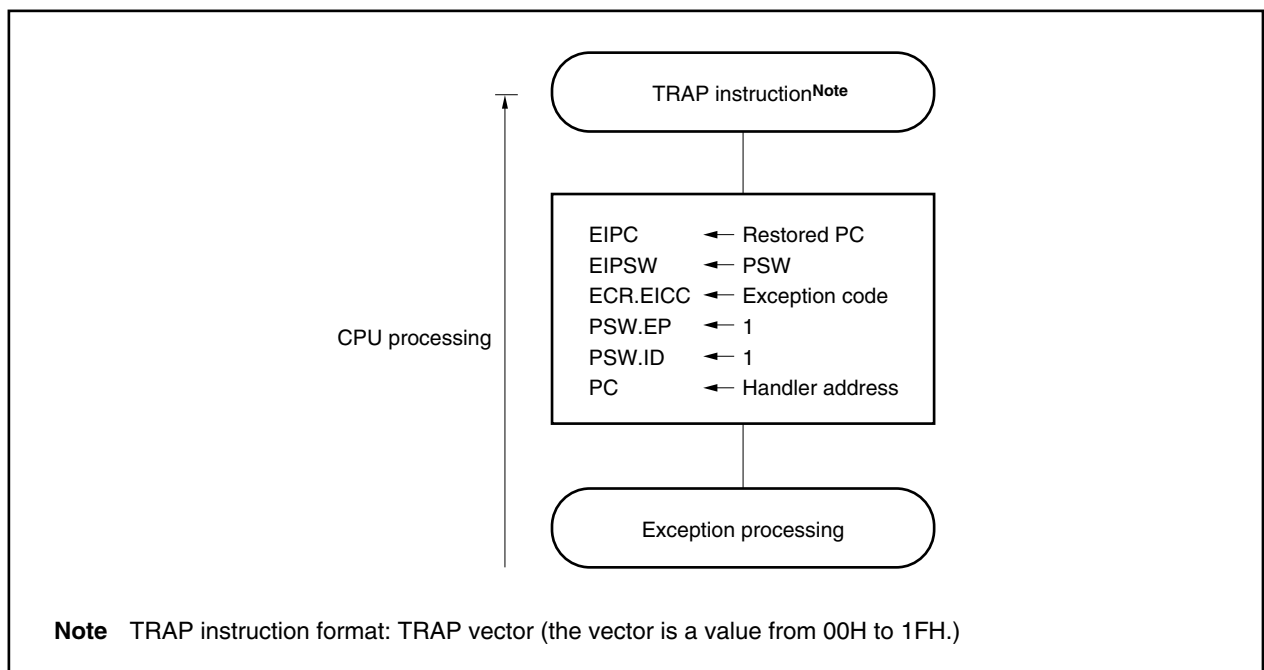 TRAP instructionNote
EIPC ← Restored PC
EIPSW ← PSW
ECR.EICC ← Exception code
PSW.EP ← 1
PSW.ID ← 1
PC ← Handler address
CPU processing
Exception processing
Note TRAP instruction format: TRAP vector (the vector is a value from 00H to 1FH.)